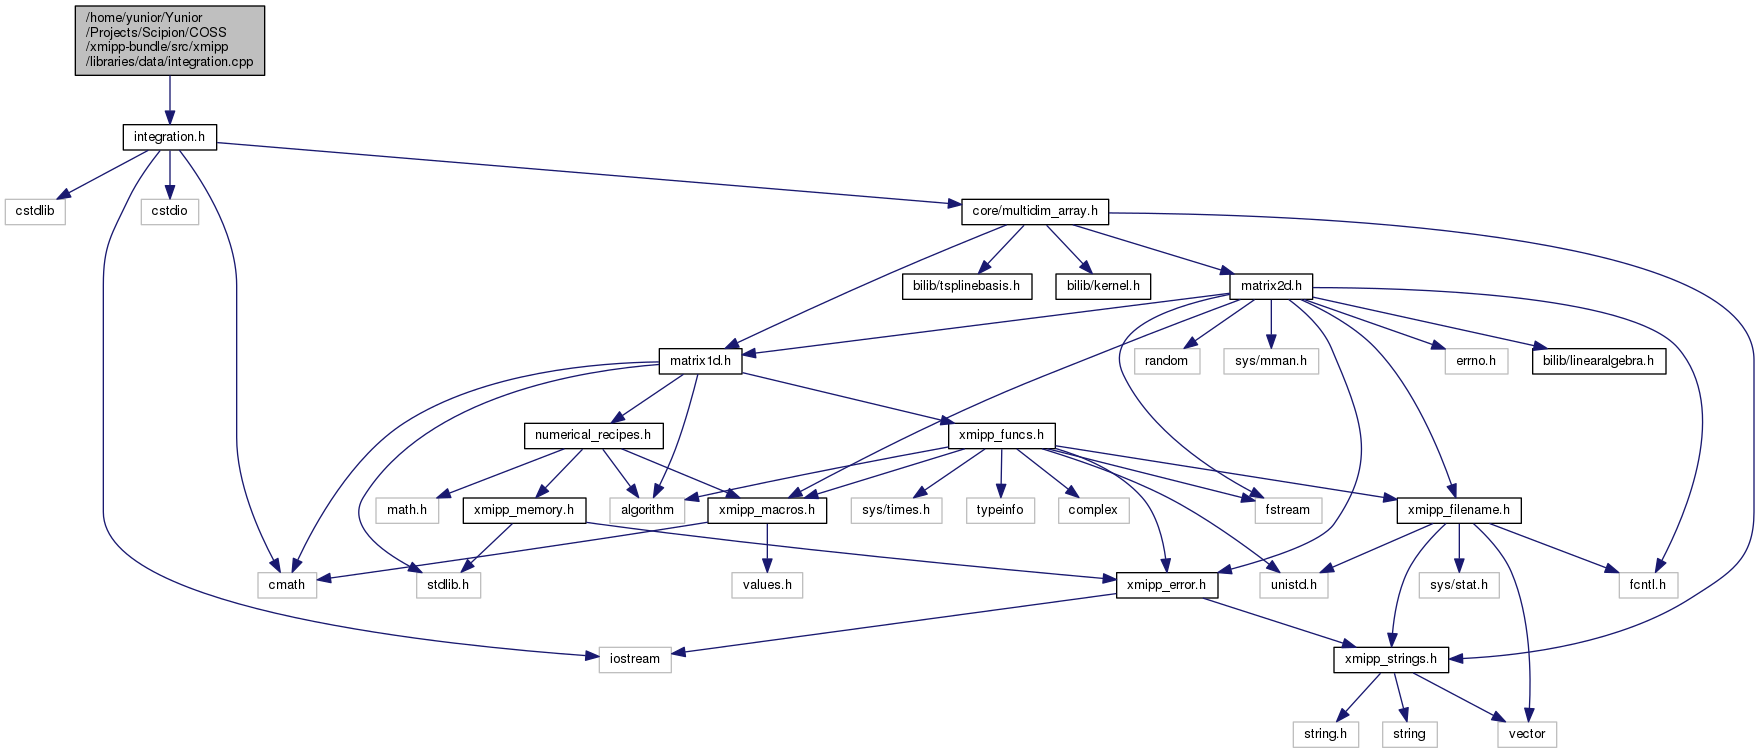 /home/yunior/Yunior
/Projects/Scipion/COSS
/xmipp-bundle/src/xmipp
/libraries/data/integration.cpp
integration.h
cstdlib
cstdio
core/multidim_array.h
bilib/tsplinebasis.h
bilib/kernel.h
matrix2d.h
matrix1d.h
random
sys/mman.h
errno.h
bilib/linearalgebra.h
numerical_recipes.h
xmipp_funcs.h
math.h
xmipp_memory.h
algorithm
xmipp_macros.h
sys/times.h
typeinfo
complex
fstream
xmipp_filename.h
cmath
stdlib.h
values.h
xmipp_error.h
unistd.h
sys/stat.h
fcntl.h
iostream
xmipp_strings.h
string.h
string
vector